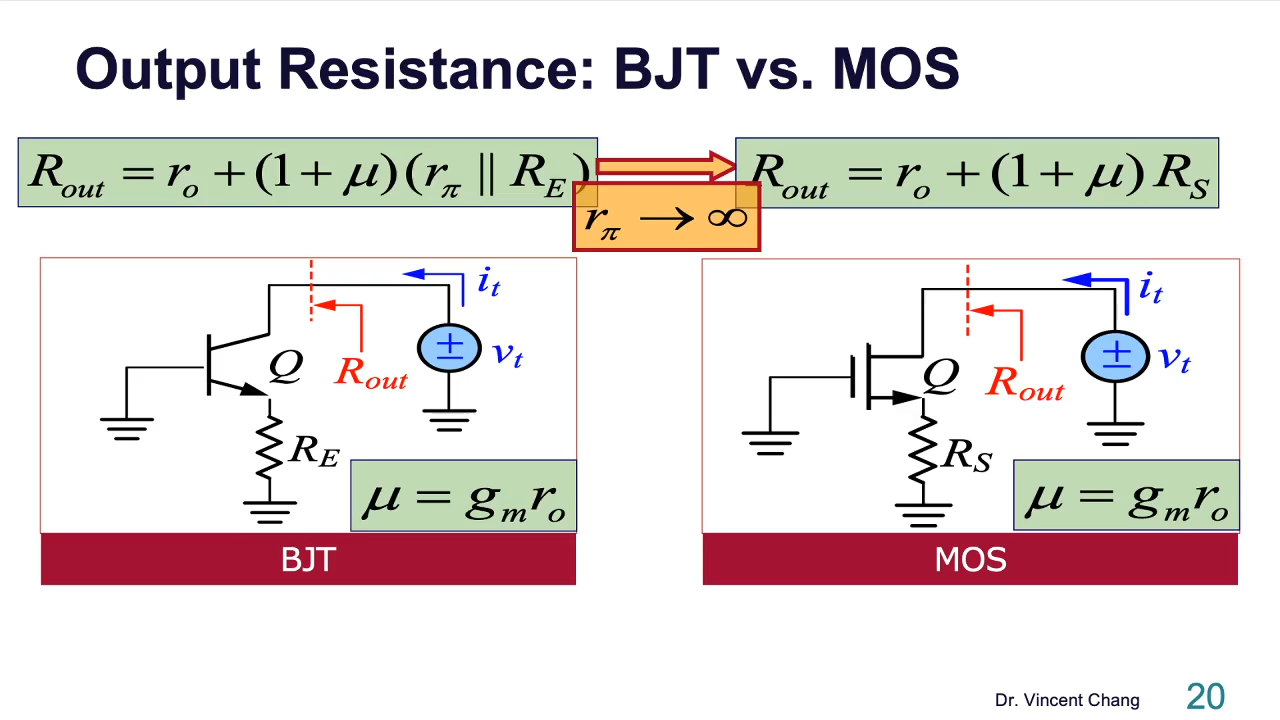 Output Resistance: BJT vs. MOS
R_out = r_o + (1 + μ)(r_π || R_E)
R_out = r_o + (1 + μ) R_S
r_π → ∞
i_t
Q
R_out
±
v_t
R_E
μ = g_m r_o
BJT
i_t
Q
R_out
±
v_t
R_S
μ = g_m r_o
MOS
Dr. Vincent Chang
20